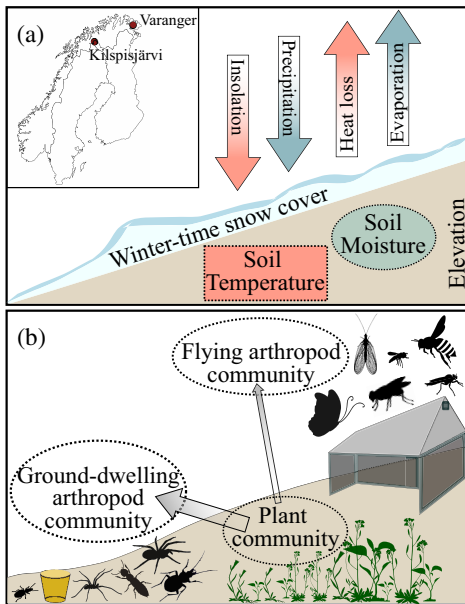 (a)
Varanger
Kilspisjärvi
Insolation
Precipitation
Heat loss
Evaporation
Winter-time snow cover
Soil
Moisture
Soil
Temperature
Elevation
(b)
Flying arthropod
community
Ground-dwelling
arthropod
community
Plant
community